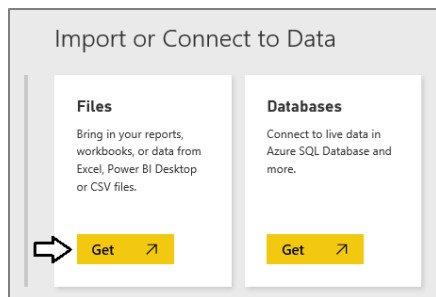 Import or Connect to Data
Files
Bring in your reports,
workbooks, or data from
Excel, Power BI Desktop
or CSV files.
Get
Databases
Connect to live data in
Azure SQL Database and
more.
Get